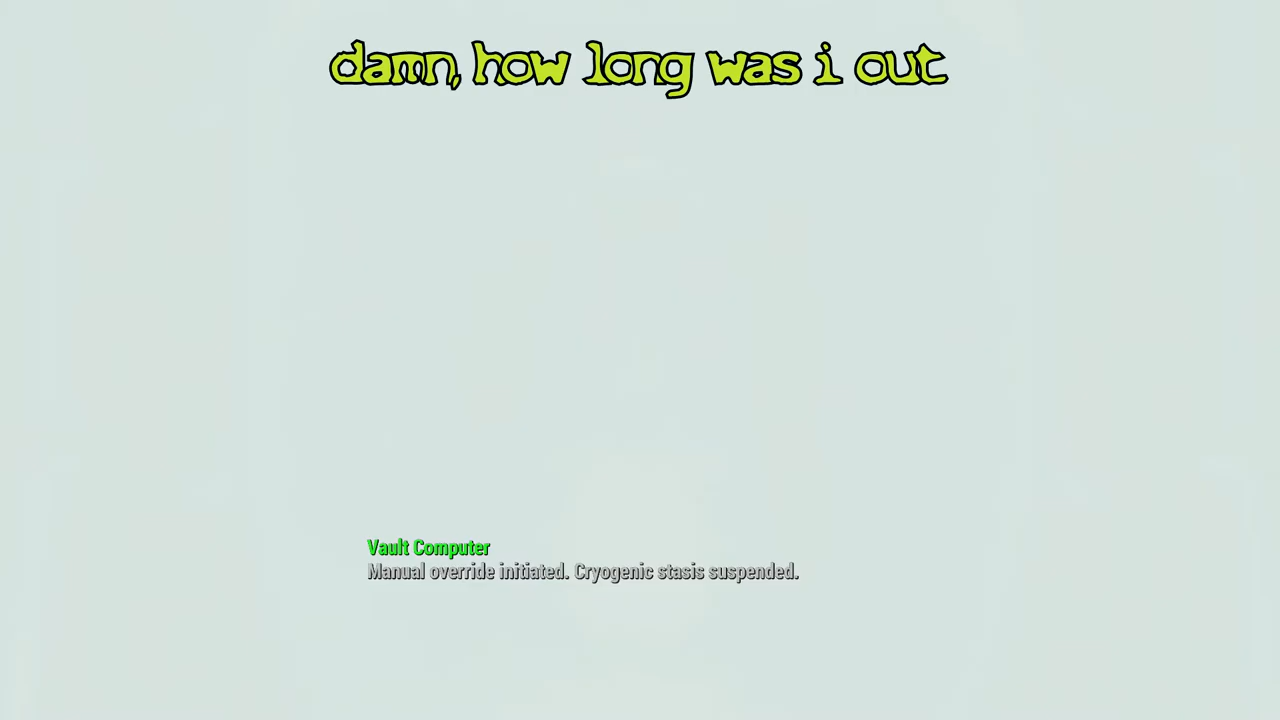 damn, how long was i out
Vault Computer
Manual override initiated. Cryogenic stasis suspended.